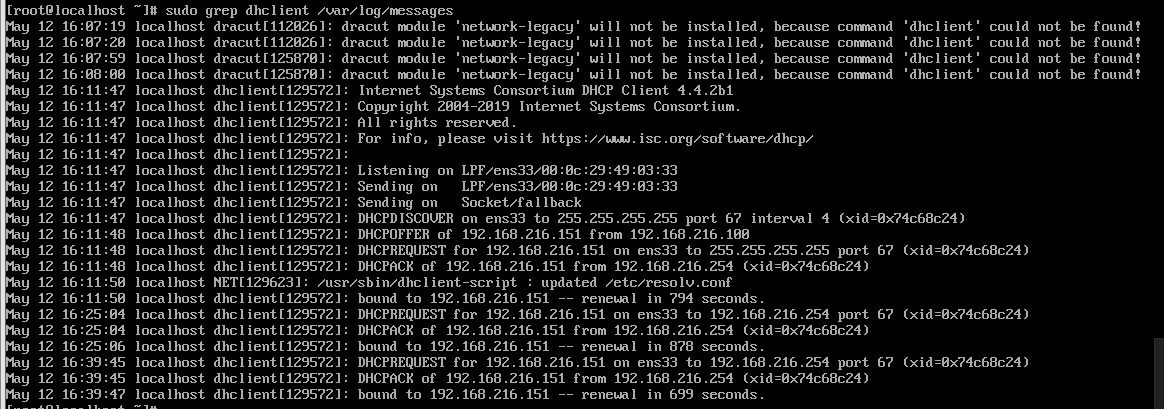 [root@localhost ~]# sudo grep dhclient /var/log/messages
May 12 16:07:19 localhost dracut[112026]: dracut module 'network-legacy' will not be installed, because command 'dhclient' could not be found!
May 12 16:07:20 localhost dracut[112026]: dracut module 'network-legacy' will not be installed, because command 'dhclient' could not be found!
May 12 16:07:59 localhost dracut[125870]: dracut module 'network-legacy' will not be installed, because command 'dhclient' could not be found!
May 12 16:08:00 localhost dracut[125870]: dracut module 'network-legacy' will not be installed, because command 'dhclient' could not be found!
May 12 16:11:47 localhost dhclient[129572]: Internet Systems Consortium DHCP Client 4.4.2b1
May 12 16:11:47 localhost dhclient[129572]: Copyright 2004-2019 Internet Systems Consortium.
May 12 16:11:47 localhost dhclient[129572]: All rights reserved.
May 12 16:11:47 localhost dhclient[129572]: For info, please visit https://www.isc.org/software/dhcp/
May 12 16:11:47 localhost dhclient[129572]:
May 12 16:11:47 localhost dhclient[129572]: Listening on LPF/ens33/00:0c:29:49:03:33
May 12 16:11:47 localhost dhclient[129572]: Sending on   LPF/ens33/00:0c:29:49:03:33
May 12 16:11:47 localhost dhclient[129572]: Sending on   Socket/fallback
May 12 16:11:47 localhost dhclient[129572]: DHCPDISCOVER on ens33 to 255.255.255.255 port 67 interval 4 (xid=0x74c68c24)
May 12 16:11:48 localhost dhclient[129572]: DHCPOFFER of 192.168.216.151 from 192.168.216.100
May 12 16:11:48 localhost dhclient[129572]: DHCPREQUEST for 192.168.216.151 on ens33 to 255.255.255.255 port 67 (xid=0x74c68c24)
May 12 16:11:48 localhost dhclient[129572]: DHCPACK of 192.168.216.151 from 192.168.216.254 (xid=0x74c68c24)
May 12 16:11:50 localhost NET[129623]: /usr/sbin/dhclient-script : updated /etc/resolv.conf
May 12 16:11:50 localhost dhclient[129572]: bound to 192.168.216.151 -- renewal in 794 seconds.
May 12 16:25:04 localhost dhclient[129572]: DHCPREQUEST for 192.168.216.151 on ens33 to 192.168.216.254 port 67 (xid=0x74c68c24)
May 12 16:25:04 localhost dhclient[129572]: DHCPACK of 192.168.216.151 from 192.168.216.254 (xid=0x74c68c24)
May 12 16:25:06 localhost dhclient[129572]: bound to 192.168.216.151 -- renewal in 878 seconds.
May 12 16:39:45 localhost dhclient[129572]: DHCPREQUEST for 192.168.216.151 on ens33 to 192.168.216.254 port 67 (xid=0x74c68c24)
May 12 16:39:45 localhost dhclient[129572]: DHCPACK of 192.168.216.151 from 192.168.216.254 (xid=0x74c68c24)
May 12 16:39:47 localhost dhclient[129572]: bound to 192.168.216.151 -- renewal in 699 seconds.
[root@localhost ~]#